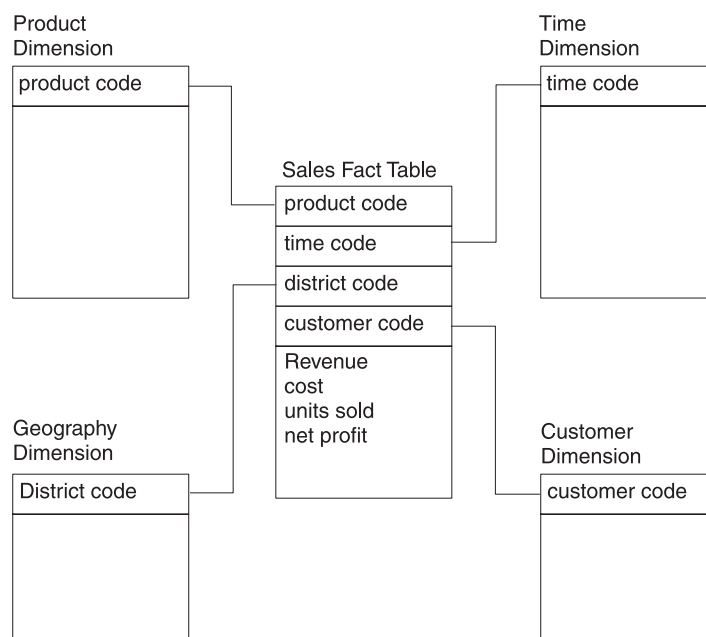 Product
Dimension
product code
Time
Dimension
time code
Sales Fact Table
product code
time code
district code
customer code
Revenue
cost
units sold
net profit
Geography
Dimension
District code
Customer
Dimension
customer code